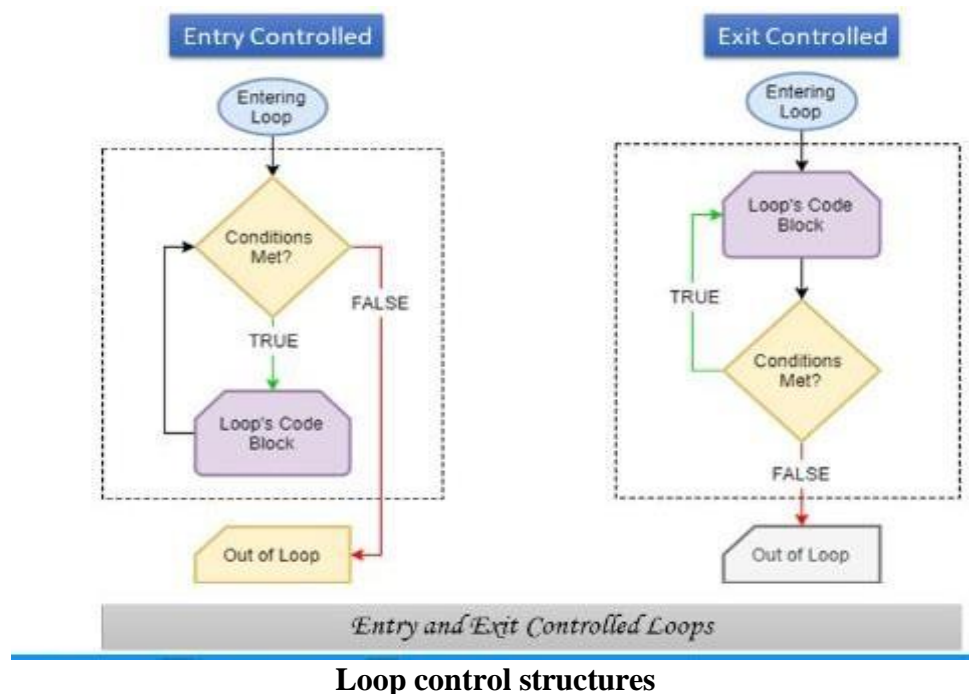 Entry Controlled
Entering
Loop
Conditions
Met?
FALSE
TRUE
Loop's Code
Block
Out of Loop
Exit Controlled
Entering
Loop
Loop's Code
Block
TRUE
Conditions
Met?
FALSE
Out of Loop
Entry and Exit Controlled Loops
Loop control structures